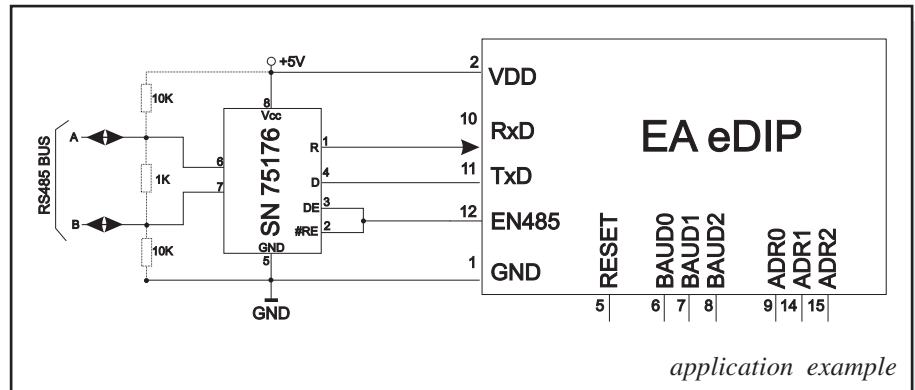 +5V
2
VDD
10K
8
Vcc
10
RxD
EA eDIP
RS485 BUS
A
R
1
6
11
TxD
1K
SN 75176
D
4
7
DE
3
12
EN485
B
#RE
2
10K
GND
5
1
GND
GND
RESET
BAUD0
BAUD1
BAUD2
ADR0
ADR1
ADR2
5
6
7
8
9
14
15
application example